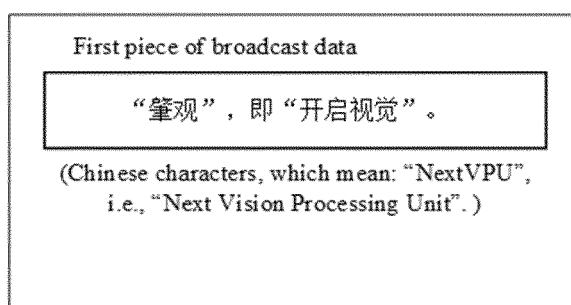 First piece of broadcast data
“肇观”，即“开启视觉”。
(Chinese characters, which mean: “NextVPU”,
i.e., “Next Vision Processing Unit”. )